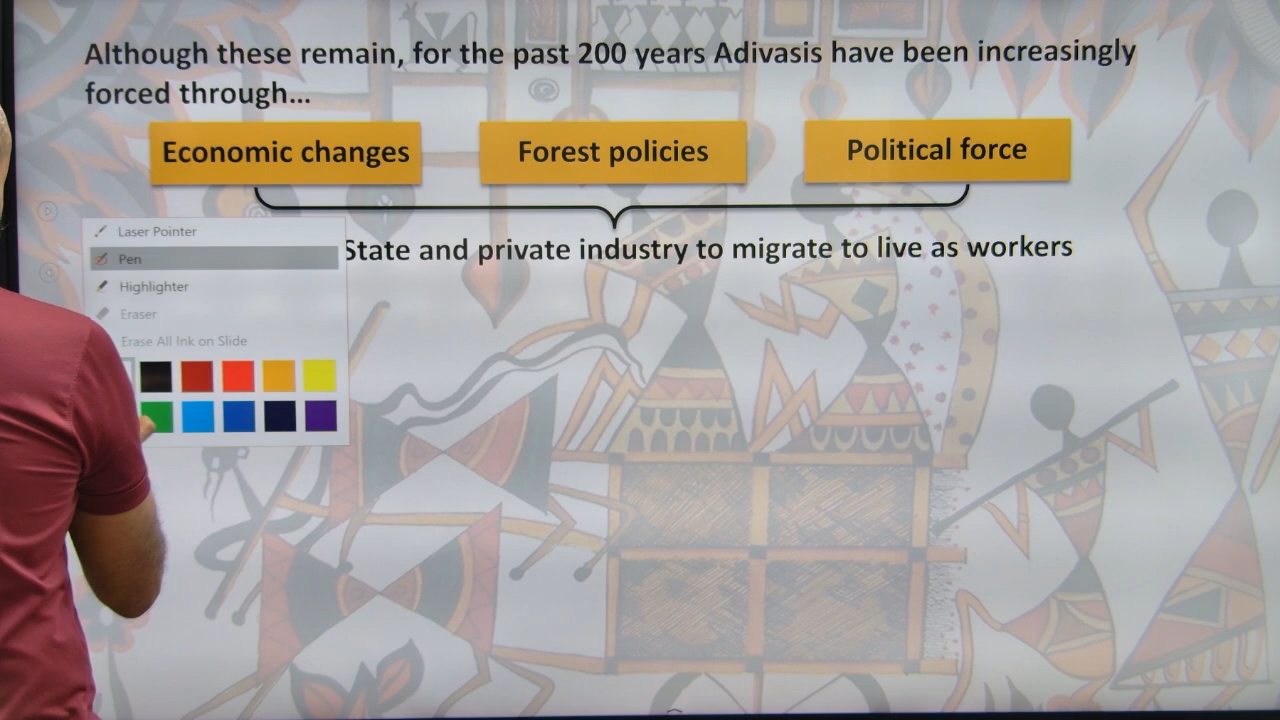 Although these remain, for the past 200 years Adivasis have been increasingly
forced through...
Economic changes
Forest policies
Political force
State and private industry to migrate to live as workers
Laser Pointer
Pen
Highlighter
Eraser
Erase All Ink on Slide